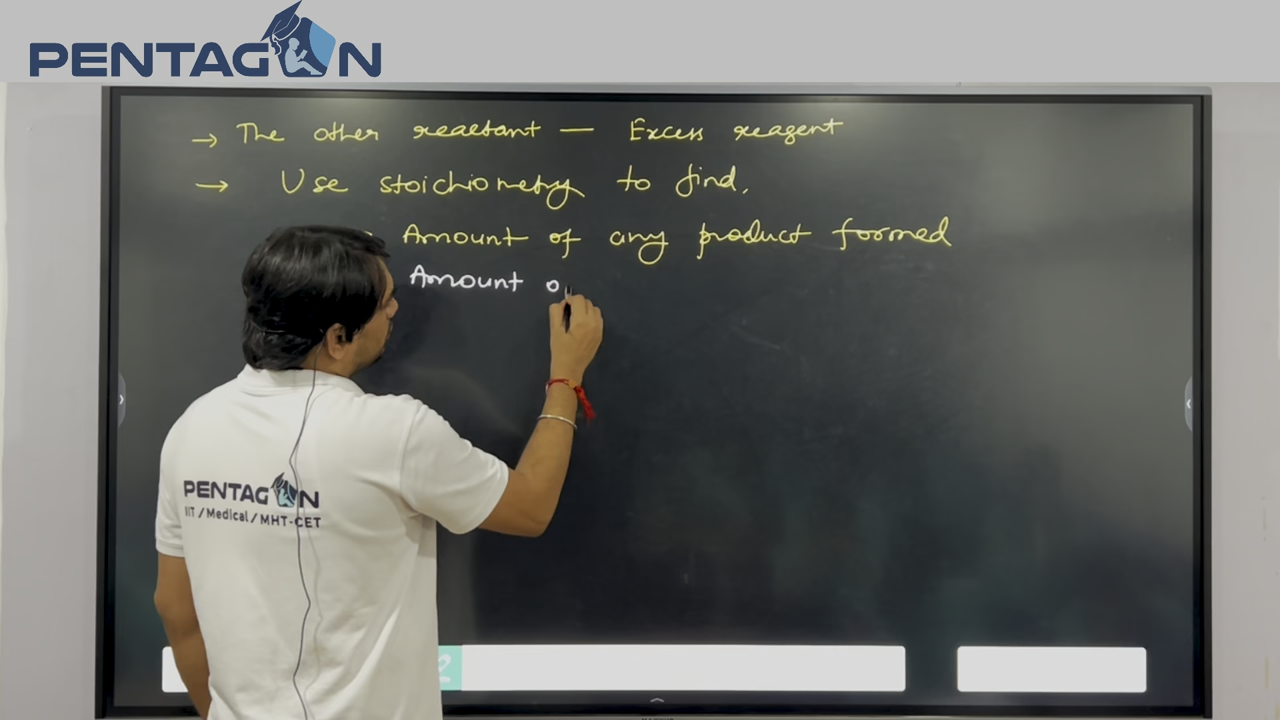 PENTAGON
→ The other reactant — Excess reagent
→ Use stoichiometry to find,
Amount of any product formed
Amount o
PENTAGON
IIT / Medical / MHT-CET
2